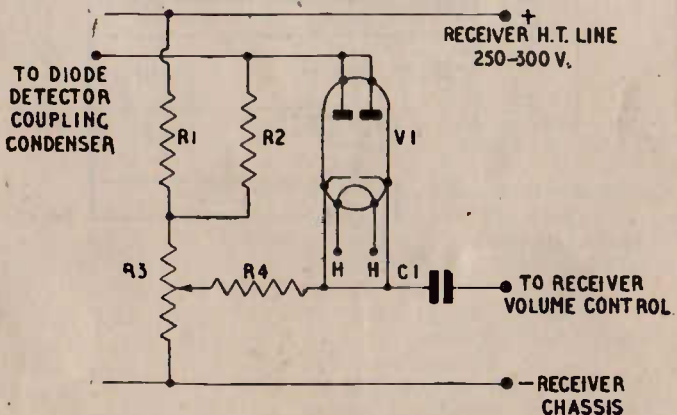 +
RECEIVER H.T. LINE
250-300 V.
TO DIODE
DETECTOR
COUPLING
CONDENSER
R1
R2
V1
R3
R4
H
H
C1
TO RECEIVER
VOLUME CONTROL
- RECEIVER
CHASSIS